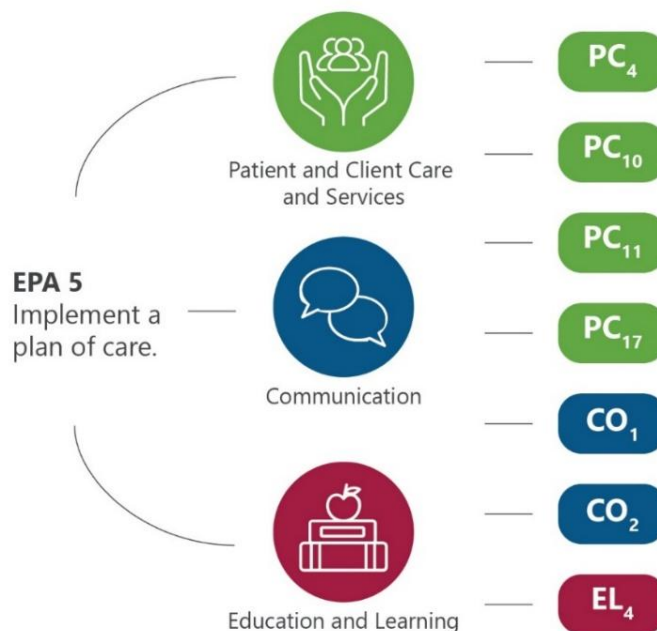 EPA 5
Implement a
plan of care.
Patient and Client Care
and Services
Communication
Education and Learning
PC4
PC10
PC11
PC17
CO1
CO2
EL4